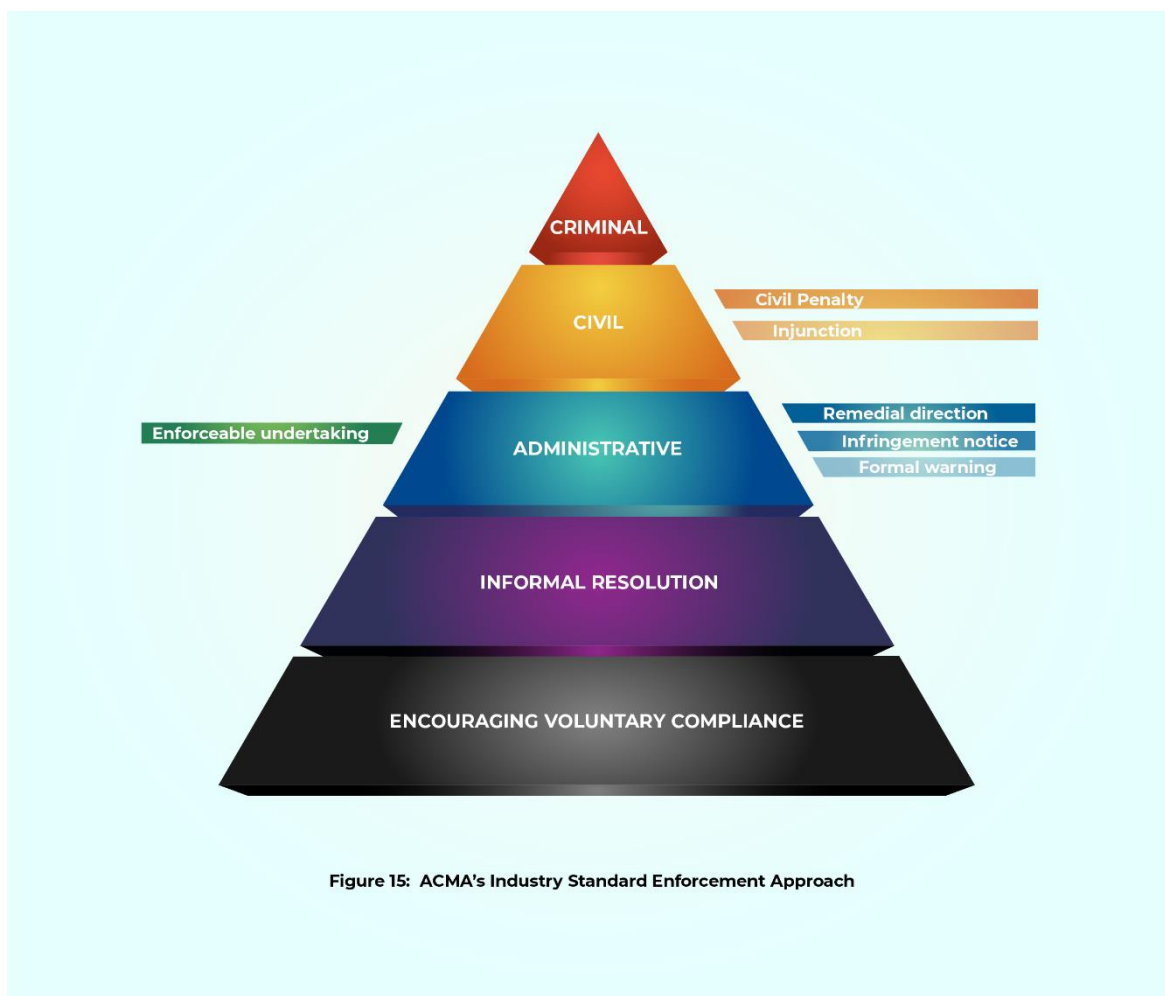 CRIMINAL
CIVIL
Civil Penalty
Injunction
Enforceable undertaking
ADMINISTRATIVE
Remedial direction
Infringement notice
Formal warning
INFORMAL RESOLUTION
ENCOURAGING VOLUNTARY COMPLIANCE
Figure 15:  ACMA's Industry Standard Enforcement Approach